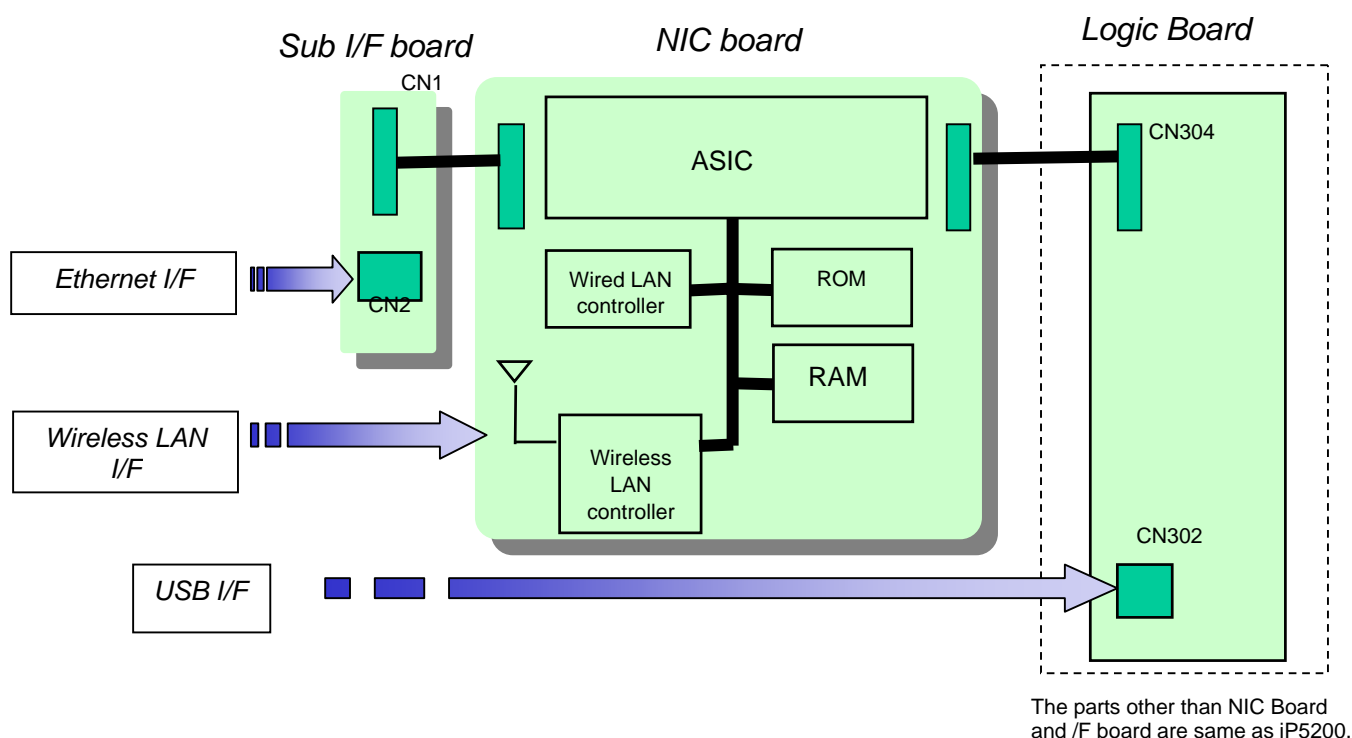 Sub I/F board
NIC board
Logic Board
CN1
ASIC
CN304
Ethernet I/F
CN2
Wired LAN
controller
ROM
RAM
Wireless LAN
I/F
Wireless
LAN
controller
CN302
USB I/F
The parts other than NIC Board
and /F board are same as iP5200.